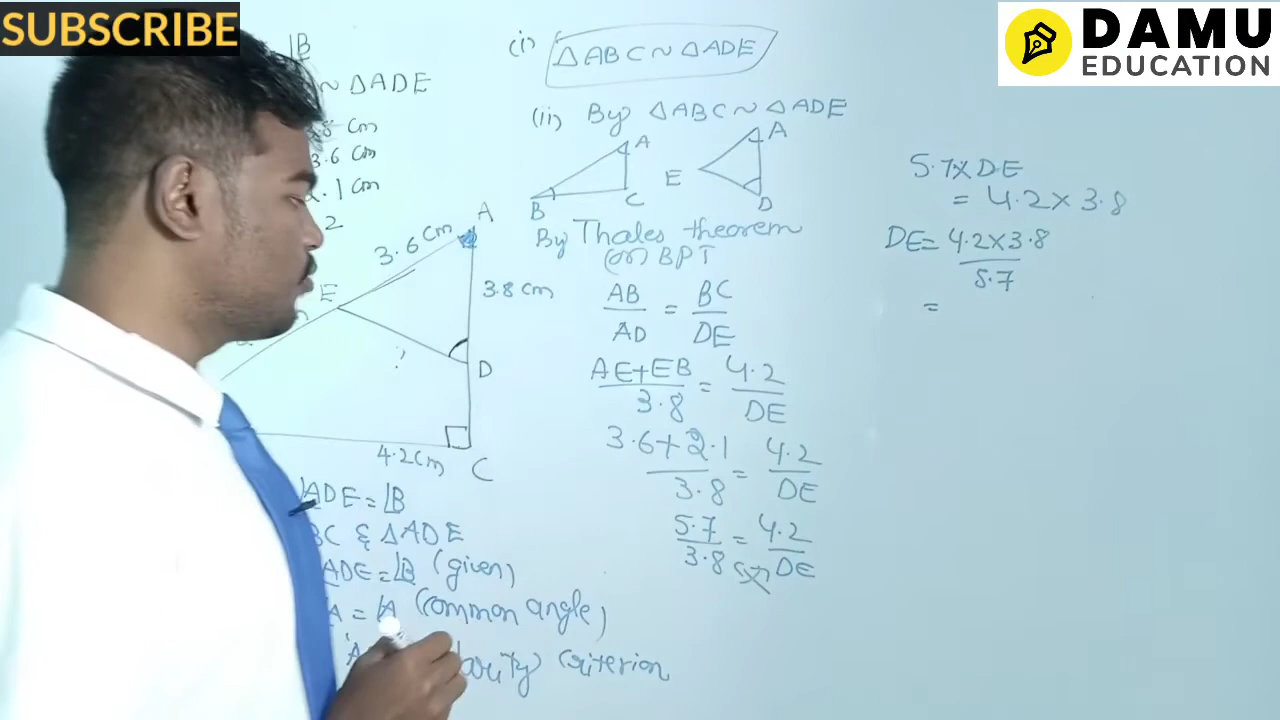 SUBSCRIBE
DAMU
EDUCATION
∠B
~ ΔADE
3.8 cm
3.6 cm
2.1 cm
2
3.6 cm
A
E
3.8 cm
?
D
4.2 cm
C
∠ADE = ∠B
BC & ΔADE
ADE = ∠B (given)
A = ∠A (common angle)
criterion
(i) ΔABC ~ ΔADE
(ii) By ΔABC ~ ΔADE
A
B
C
A
E
D
By Thales theorem
(or) BPT
AB/AD = BC/DE
AE+EB/3.8 = 4.2/DE
3.6+2.1/3.8 = 4.2/DE
5.7/3.8 = 4.2/DE
5.7 × DE
= 4.2 × 3.8
DE = 4.2×3.8/5.7
=